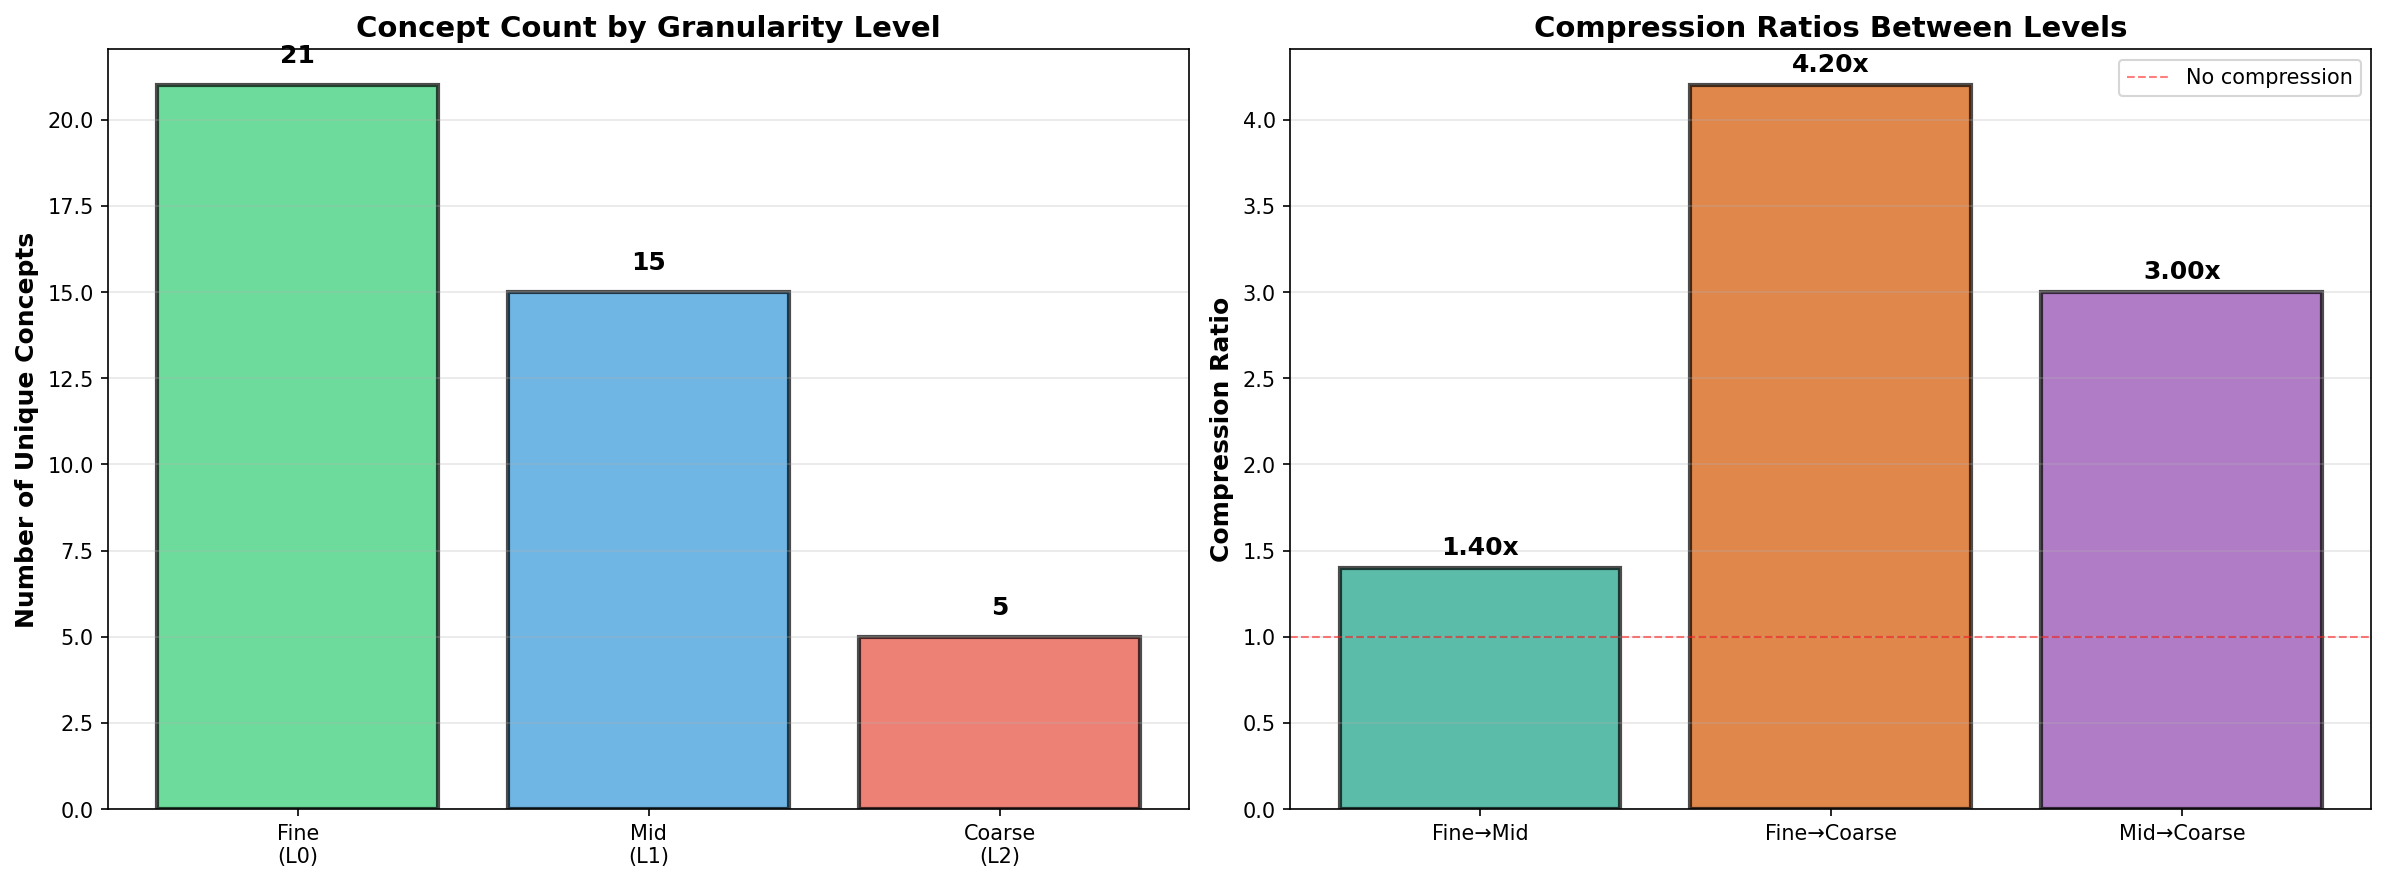 Concept Count by Granularity Level
21
15
5
20.0
17.5
15.0
12.5
10.0
7.5
5.0
2.5
0.0
Number of Unique Concepts
Fine
(L0)
Mid
(L1)
Coarse
(L2)
Compression Ratios Between Levels
No compression
4.20x
3.00x
1.40x
4.0
3.5
3.0
2.5
2.0
1.5
1.0
0.5
0.0
Compression Ratio
Fine→Mid
Fine→Coarse
Mid→Coarse